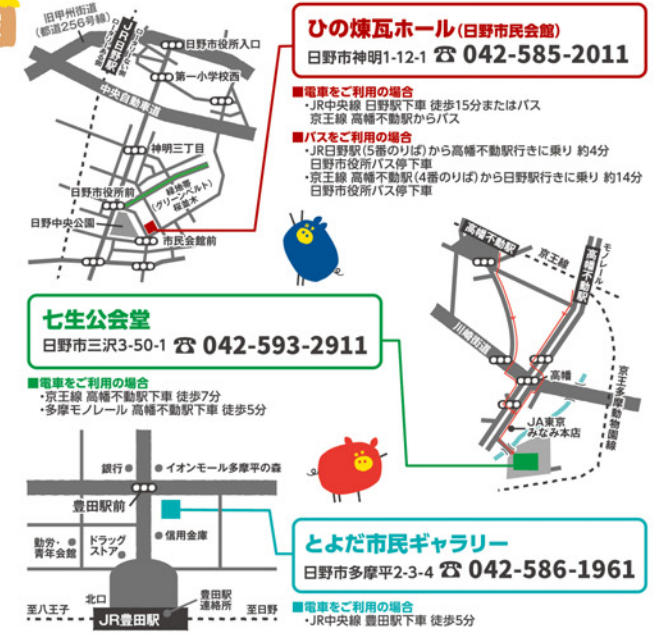 旧甲州街道
(都道256号線)
JR日野駅
日野市役所入口
第一小学校西
中央自動車道
神明三丁目
日野市役所前
緑地帯
(グリーンベルト)
桜並木
日野中央公園
市民会館前
ひの煉瓦ホール(日野市民会館)
日野市神明1-12-1 ☎ 042-585-2011
■電車をご利用の場合
・JR中央線 日野駅下車 徒歩15分またはバス
京王線 高幡不動駅からバス
■バスをご利用の場合
・JR日野駅(5番のりば)から高幡不動駅行きに乗り 約4分
日野市役所バス停下車
・京王線 高幡不動駅(4番のりば)から日野駅行きに乗り 約14分
日野市役所バス停下車
高幡不動駅
京王線
モノレール
高幡不動駅
川崎街道
高幡
京王多摩動物園線
JA東京
みなみ本店
七生公会堂
日野市三沢3-50-1 ☎ 042-593-2911
■電車をご利用の場合
・京王線 高幡不動駅下車 徒歩7分
・多摩モノレール 高幡不動駅下車 徒歩5分
銀行
イオンモール多摩平の森
豊田駅前
信用金庫
勤労・
青年会館
ドラッグ
ストア
北口
豊田駅
連絡所
至八王子
JR豊田駅
至日野
とよだ市民ギャラリー
日野市多摩平2-3-4 ☎ 042-586-1961
■電車をご利用の場合
・JR中央線 豊田駅下車 徒歩5分